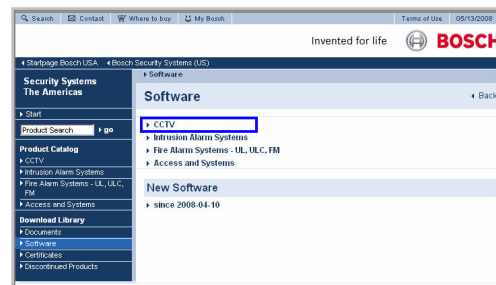 Search Contact Where to buy My Bosch Terms of Use 05/13/2008
Invented for life BOSCH
Startpage Bosch USA Bosch Security Systems (US)
Security Systems
The Americas
Start
Product Search go
Product Catalog
CCTV
Intrusion Alarm Systems
Fire Alarm Systems - UL, ULC,
FM
Access and Systems
Download Library
Documents
Software
Certificates
Discontinued Products
Software
Software Back
CCTV
Intrusion Alarm Systems
Fire Alarm Systems - UL, ULC, FM
Access and Systems
New Software
since 2008-04-10